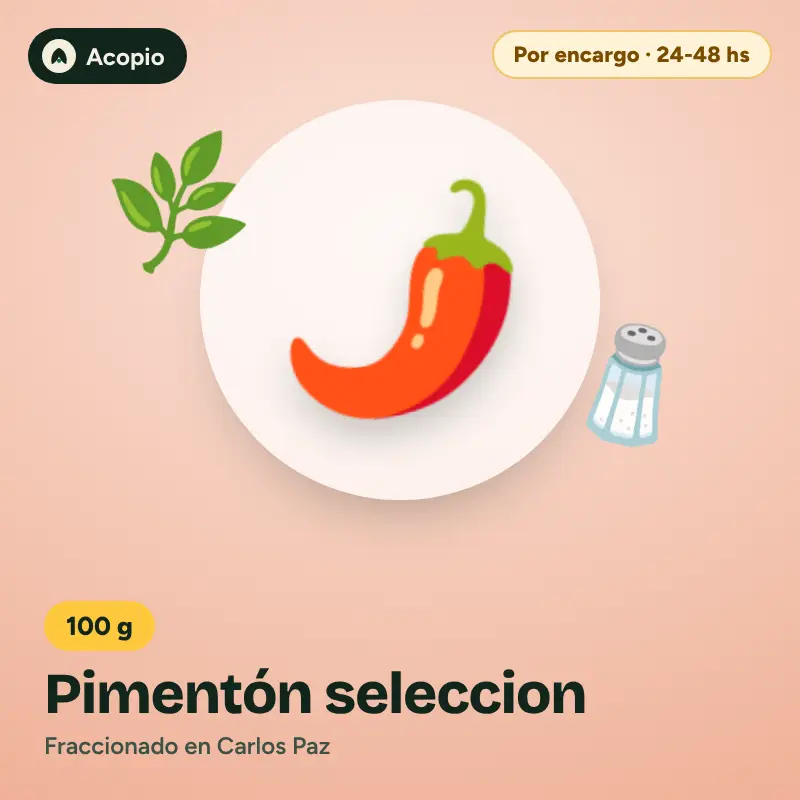 Acopio
Por encargo · 24-48 hs
100 g
Pimentón seleccion
Fraccionado en Carlos Paz